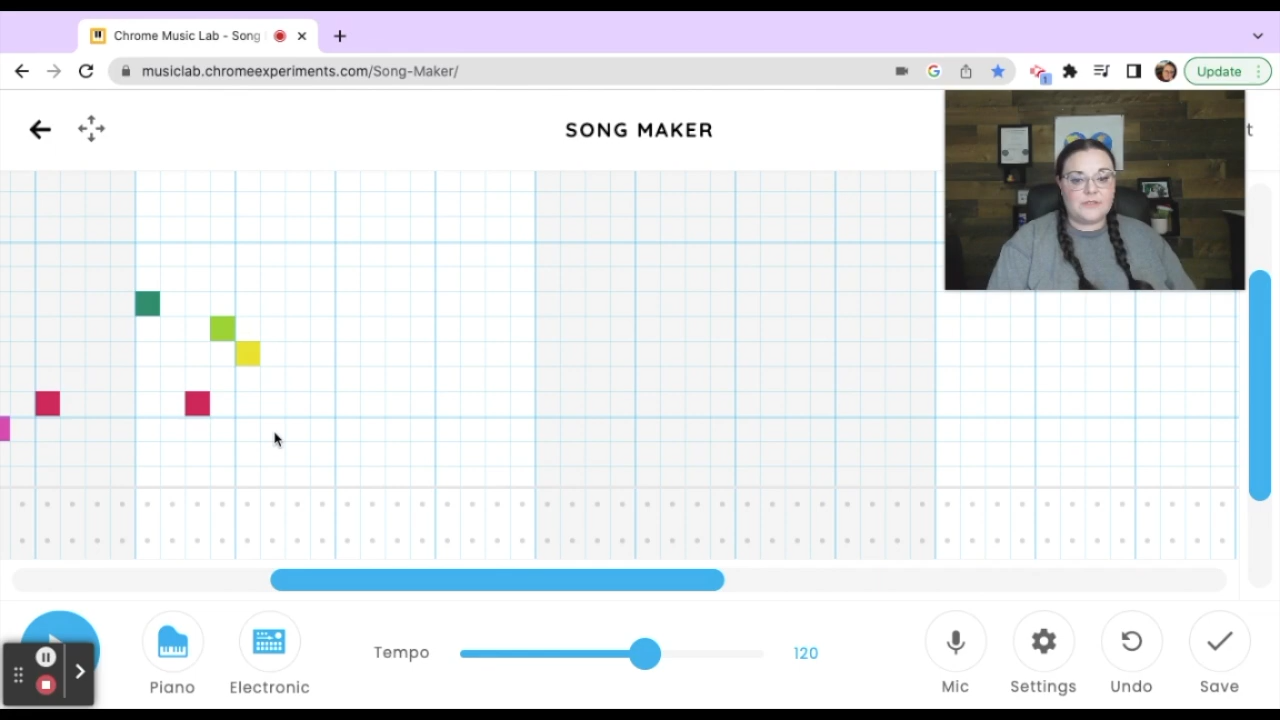 Chrome Music Lab - Song
musiclab.chromeexperiments.com/Song-Maker/
1
Update
SONG MAKER
t
Piano
Electronic
Tempo
120
Mic
Settings
Undo
Save